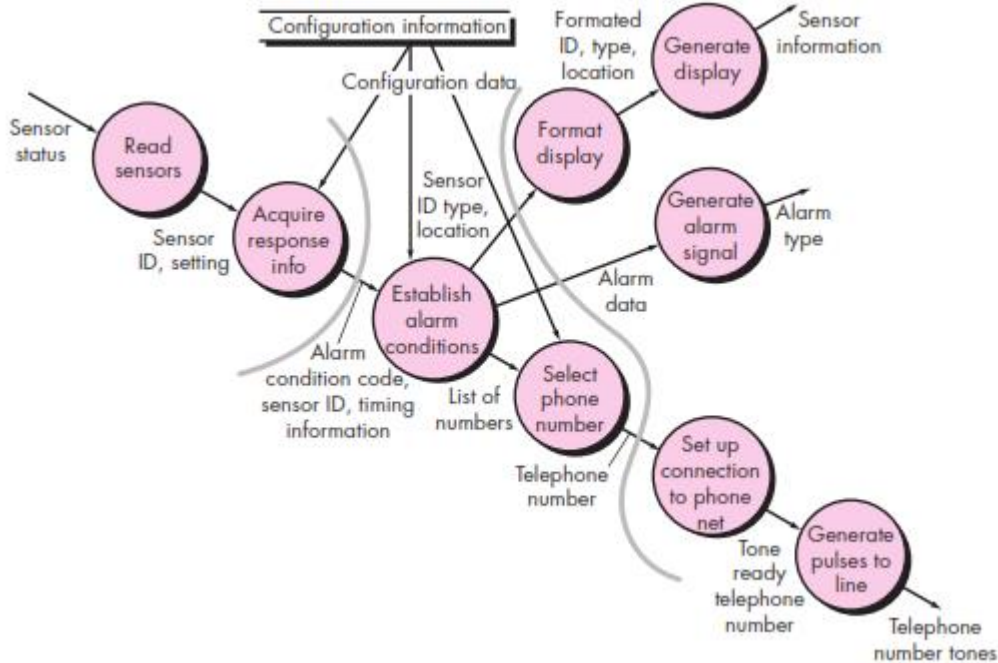 Configuration information
Configuration data
Formated
ID, type,
location
Generate
display
Sensor
information
Sensor
status
Read
sensors
Format
display
Sensor
ID type,
location
Acquire
response
info
Generate
alarm
signal
Alarm
type
Sensor
ID, setting
Alarm
data
Establish
alarm
conditions
Alarm
condition code,
sensor ID, timing
information
List of
numbers
Select
phone
number
Telephone
number
Set up
connection
to phone
net
Tone
ready
telephone
number
Generate
pulses to
line
Telephone
number tones